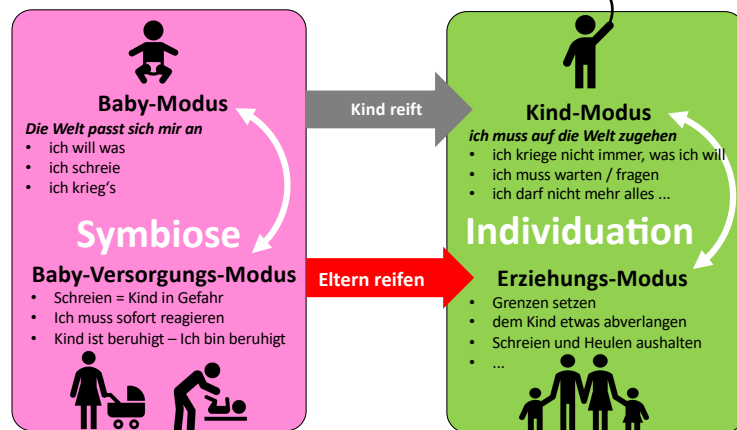 Baby-Modus
Die Welt passt sich mir an
• ich will was
• ich schreie
• ich krieg's
Symbiose
Baby-Versorgungs-Modus
• Schreien = Kind in Gefahr
• Ich muss sofort reagieren
• Kind ist beruhigt – Ich bin beruhigt
Kind reift
Eltern reifen
Kind-Modus
ich muss auf die Welt zugehen
• ich kriege nicht immer, was ich will
• ich muss warten / fragen
• ich darf nicht mehr alles ...
Individuation
Erziehungs-Modus
• Grenzen setzen
• dem Kind etwas abverlangen
• Schreien und Heulen aushalten
• ...